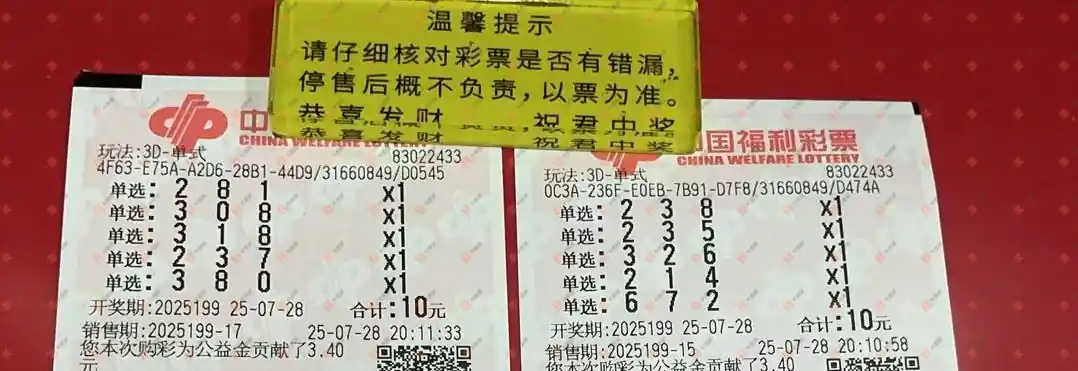 温馨提示
请仔细核对彩票是否有错漏，
停售后概不负责，以票为准。
恭喜发财 祝君中奖
中
CHINA WELFARE LOTTERY
玩法:3D-单式 83022433
4F63-E75A-A2D6-28B1-44D9/31660849/D0545
单选: 2 8 1 x1
单选: 3 0 8 x1
单选: 3 1 8 x1
单选: 2 3 7 x1
单选: 3 8 0 x1
开奖期:2025199 25-07-28 合计:10元
销售期:2025199-17 25-07-28 20:11:33
您本次购彩为公益金贡献了3.40
元
中国福利彩票
CHINA WELFARE LOTTERY
玩法:3D-单式 83022433
0C3A-236F-E0EB-7B91-D7F8/31660849/D474A
单选: 2 3 8 x1
单选: 2 3 5 x1
单选: 3 2 6 x1
单选: 2 1 4 x1
单选: 6 7 2 x1
开奖期:2025199 25-07-28 合计:10元
销售期:2025199-15 25-07-28 20:10:58
您本次购彩为公益金贡献了3.40